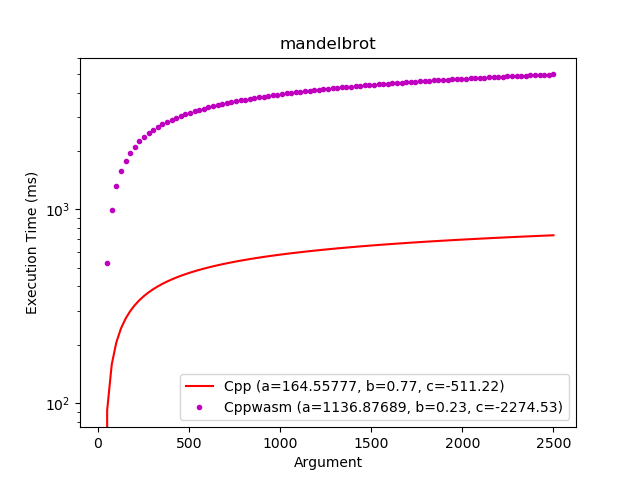 mandelbrot
Execution Time (ms)
10³
10²
Cpp (a=164.55777, b=0.77, c=-511.22)
Cppwasm (a=1136.87689, b=0.23, c=-2274.53)
0 500 1000 1500 2000 2500
Argument